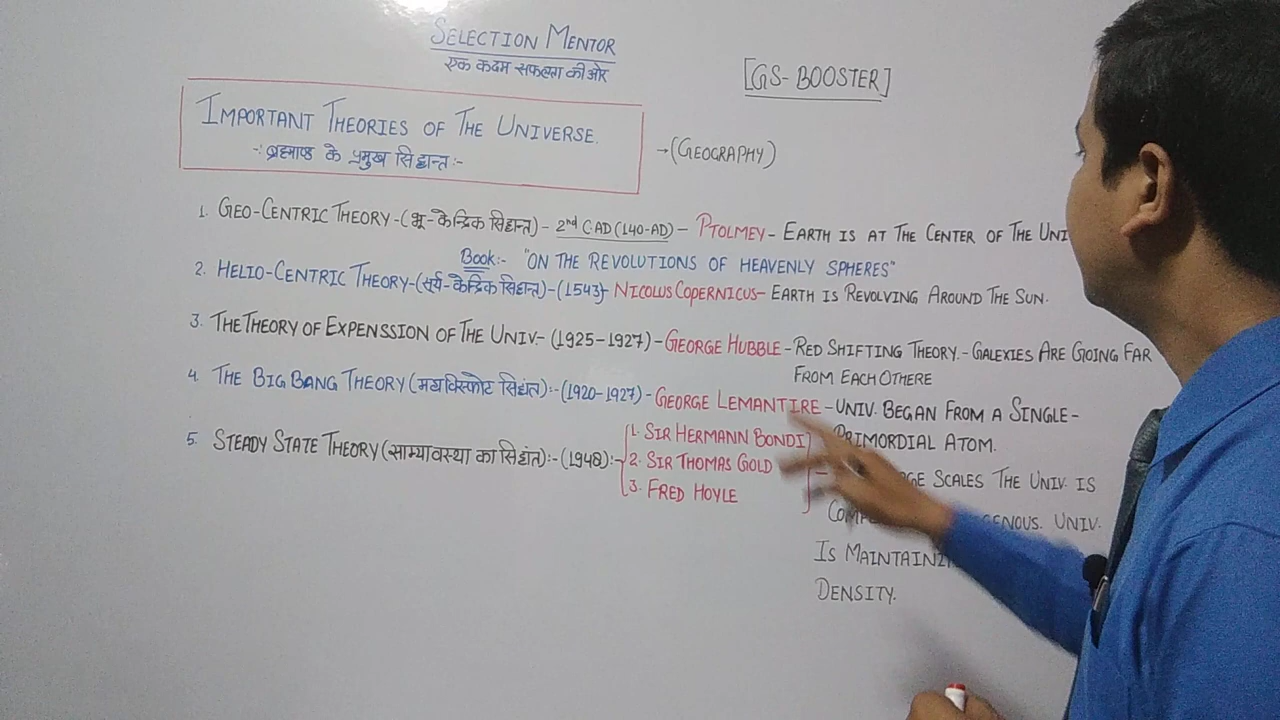 SELECTION MENTOR
एक कदम सफलता की ओर
[GS-BOOSTER]
IMPORTANT THEORIES OF THE UNIVERSE.
-: ब्रह्माण्ड के प्रमुख सिद्धान्त :-
→(GEOGRAPHY)
1. GEO-CENTRIC THEORY-(भू-केन्द्रिक सिद्धान्त)- 2nd C.AD (140-AD) - PTOLMEY- EARTH IS AT THE CENTER OF THE UNI
Book:- "ON THE REVOLUTIONS OF HEAVENLY SPHERES"
2. HELIO-CENTRIC THEORY-(सूर्य-केन्द्रिक सिद्धान्त)-(1543)- NICOLUS COPERNICUS- EARTH IS REVOLVING AROUND THE SUN.
3. THE THEORY OF EXPENSSION OF THE UNIV- (1925-1927)-GEORGE HUBBLE-RED SHIFTING THEORY.-GALEXIES ARE GOING FAR
FROM EACH OTHERE
4. THE BIG BANG THEORY (महाविस्फोट सिद्धांत):-(1920-1927)-GEORGE LEMANTIRE-UNIV. BEGAN FROM A SINGLE-
PRIMORDIAL ATOM.
5. STEADY STATE THEORY (साम्यावस्था का सिद्धांत):-(1948):-
1. SIR HERMANN BONDI
2. SIR THOMAS GOLD
3. FRED HOYLE
SCALES THE UNIV. IS
UNIV.
IS
DENSITY.